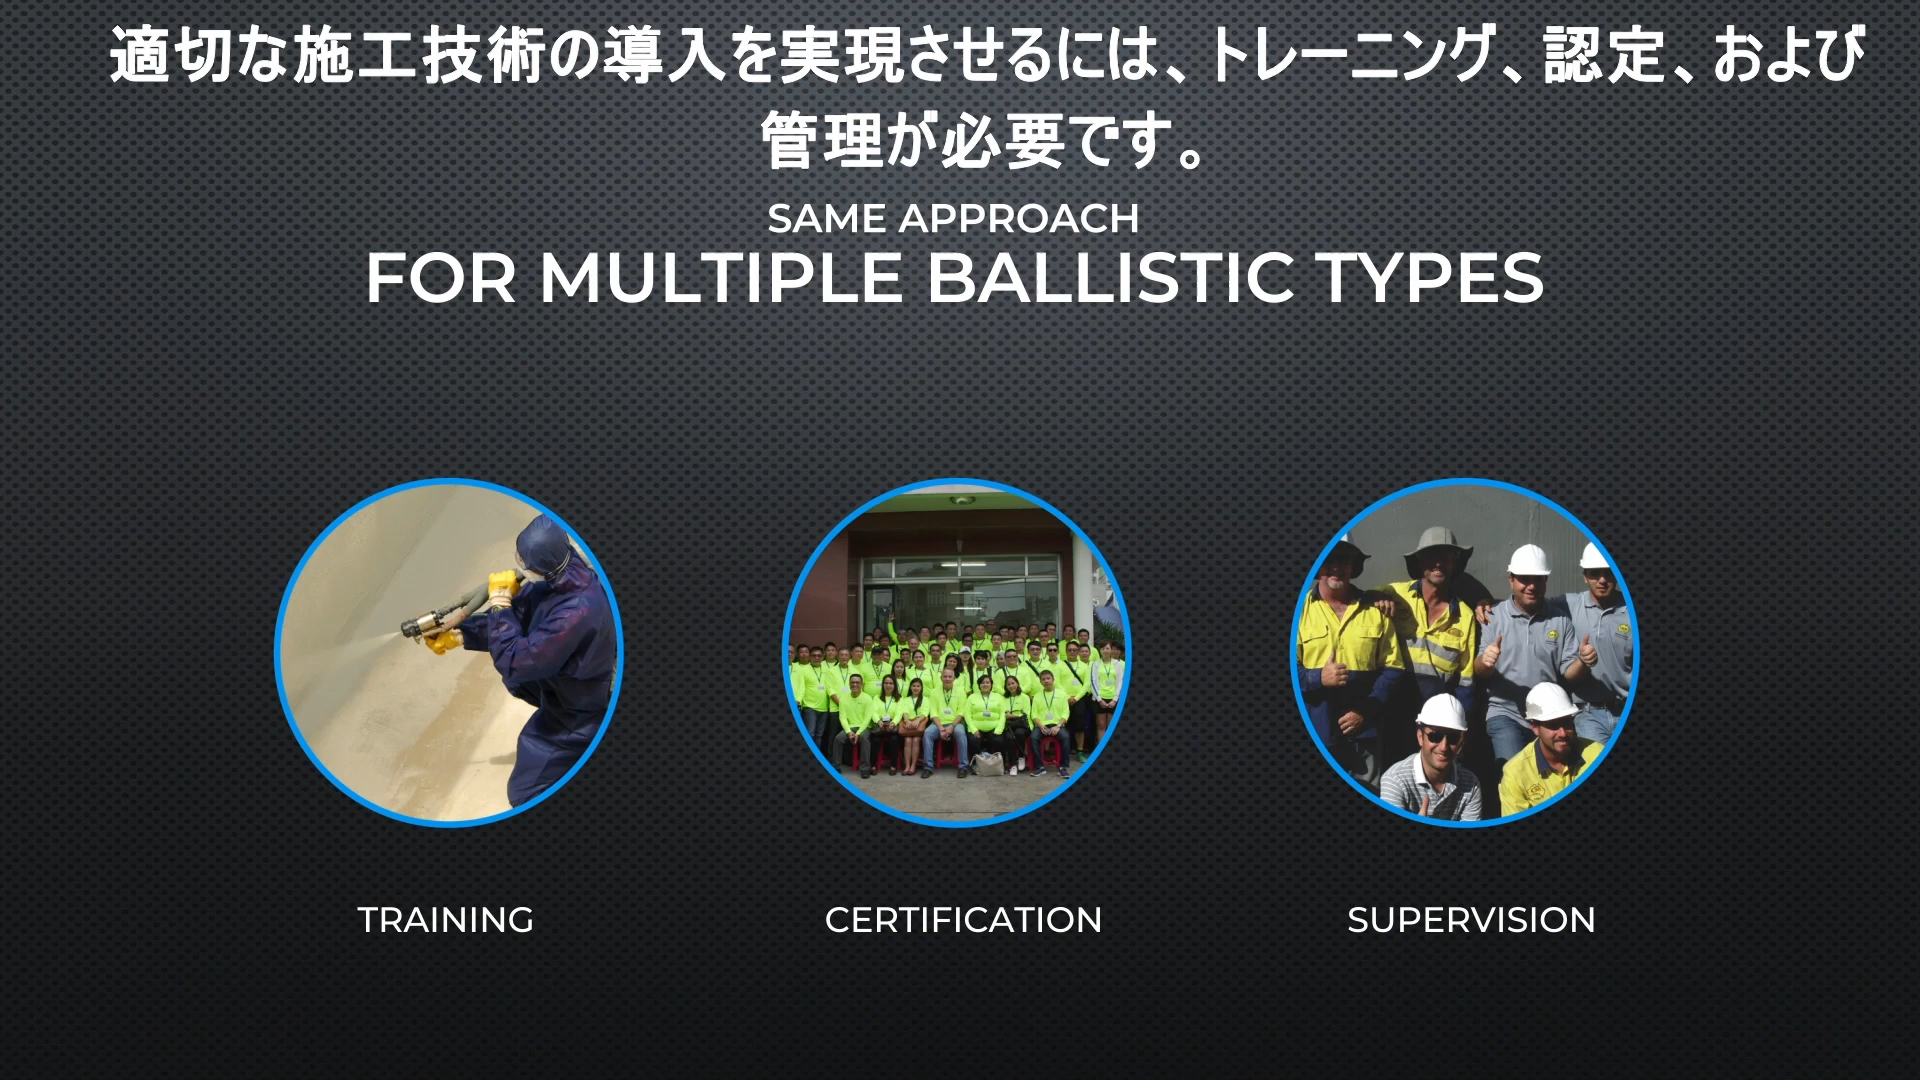 適切な施工技術の導入を実現させるには、トレーニング、認定、および
管理が必要です。
SAME APPROACH
FOR MULTIPLE BALLISTIC TYPES
TRAINING
CERTIFICATION
SUPERVISION